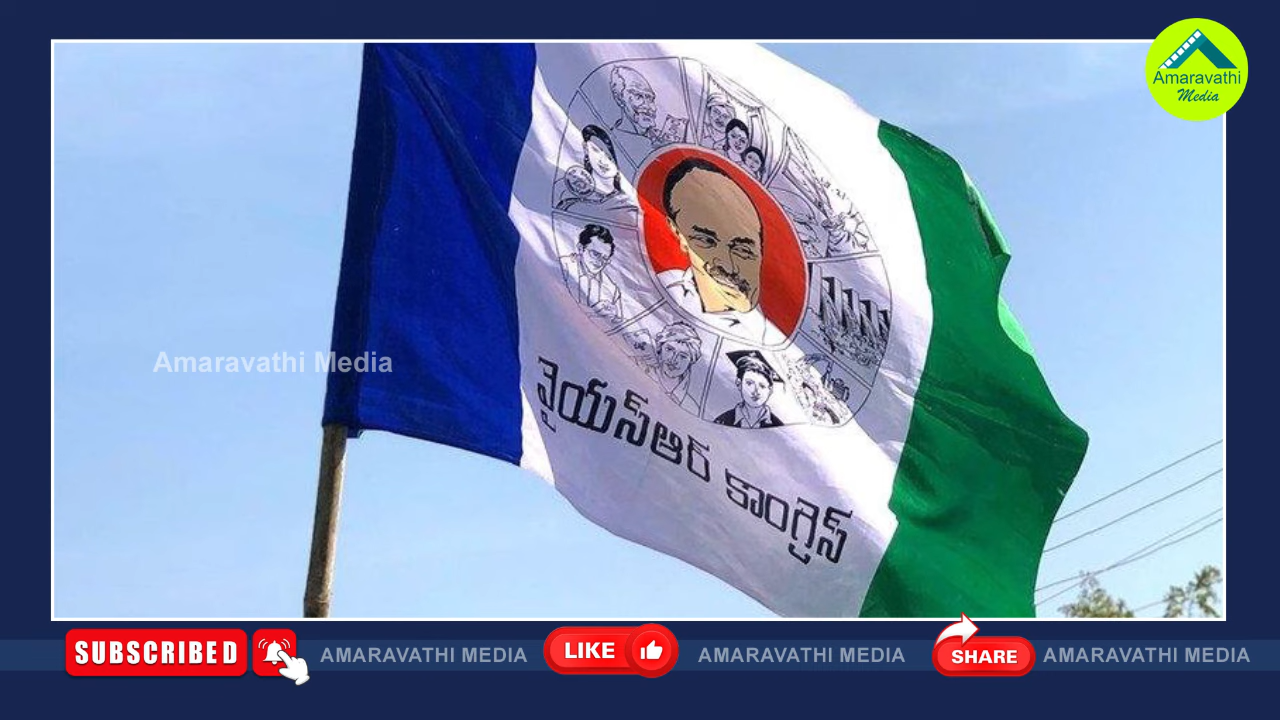 Amaravathi
Media
Amaravathi Media
వైయస్ఆర్ కాంగ్రెస్
SUBSCRIBED
AMARAVATHI MEDIA
LIKE
AMARAVATHI MEDIA
SHARE
AMARAVATHI MEDIA